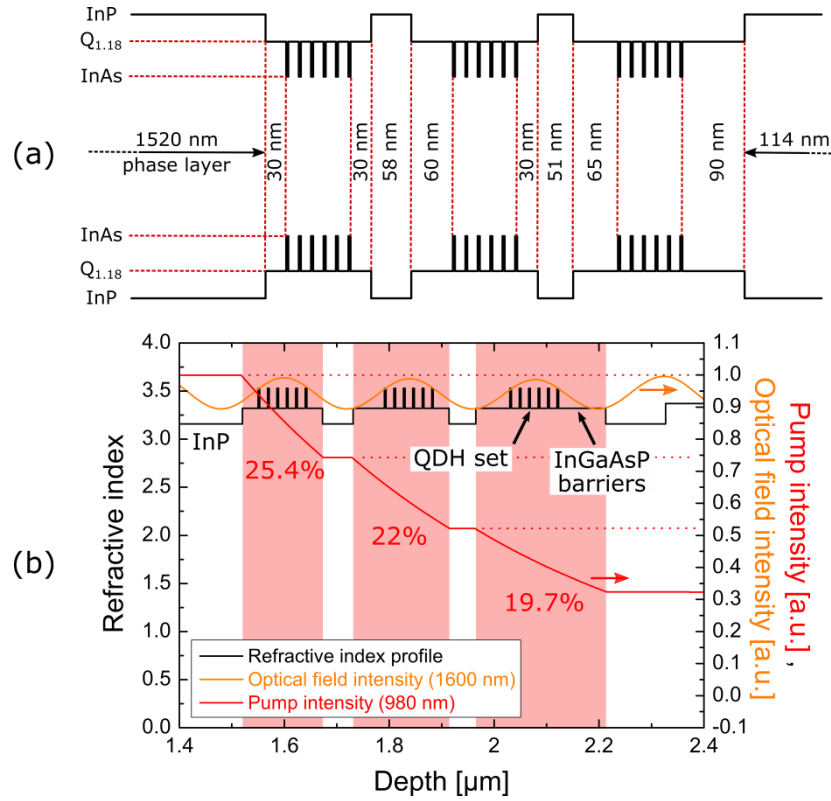 InP
Q1.18
InAs
(a)
1520 nm
phase layer
30 nm
30 nm
58 nm
60 nm
30 nm
51 nm
65 nm
90 nm
114 nm
InAs
Q1.18
InP
(b)
Refractive index
4.0
3.5
3.0
2.5
2.0
1.5
1.0
0.5
0.0
InP
QDH set
InGaAsP
barriers
25.4%
22%
19.7%
Refractive index profile
Optical field intensity (1600 nm)
Pump intensity (980 nm)
1.4
1.6
1.8
2
2.2
2.4
Depth [µm]
1.1
1.0
0.9
0.8
0.7
0.6
0.5
0.4
0.3
0.2
0.1
0.0
-0.1
Optical field intensity [a.u.]
Pump intensity [a.u.] ,